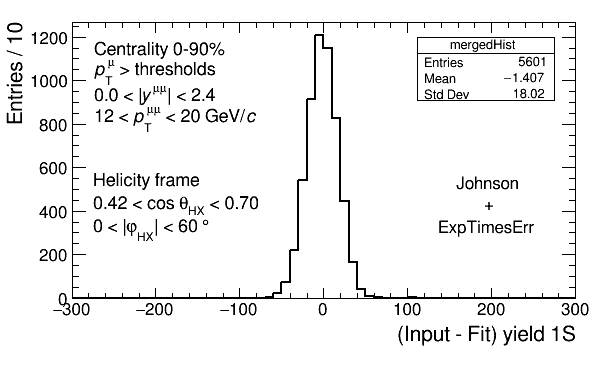 Entries / 10
1200
1000
800
600
400
200
0
−300
−200
−100
0
100
200
300
(Input - Fit) yield 1S
Centrality 0-90%
p_T^μ > thresholds
0.0 < |y^μμ| < 2.4
12 < p_T^μμ < 20 GeV/c
Helicity frame
0.42 < cos θ_HX < 0.70
0 < |φ_HX| < 60 °
mergedHist
Entries 5601
Mean −1.407
Std Dev 18.02
Johnson
+
ExpTimesErr